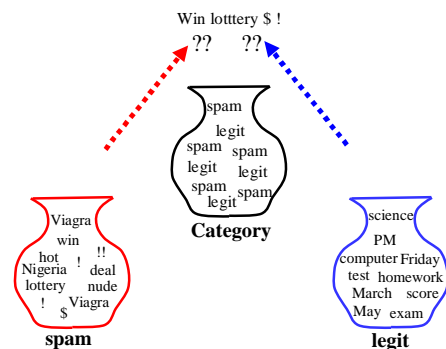 Win lotttery $ !
?? ??
spam
legit
spam
spam
legit
legit
spam
spam
legit
Category
Viagra
win
hot
!
!!
Nigeria
deal
lottery
nude
!
Viagra
$
spam
science
PM
computer
Friday
test
homework
March
score
May
exam
legit